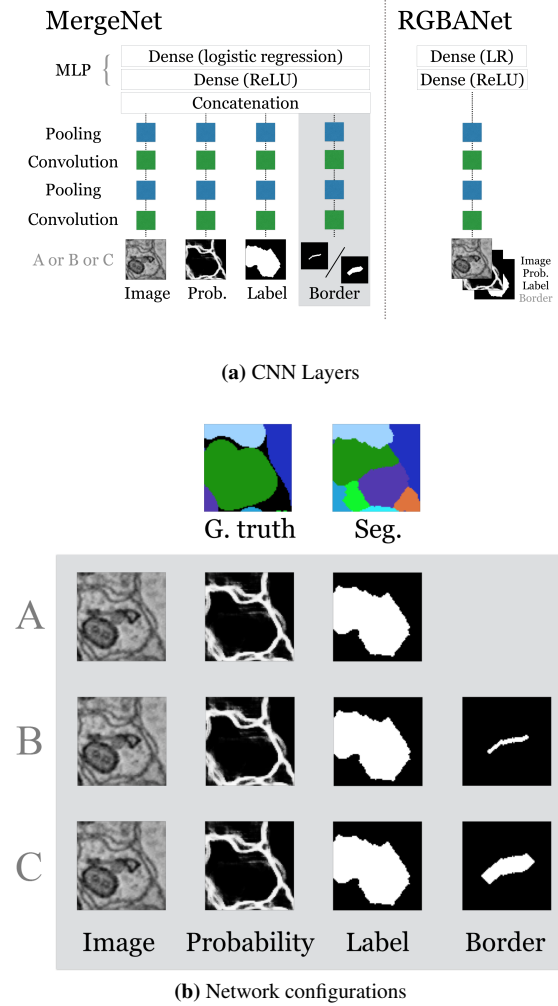 MergeNet
RGBANet
MLP
Dense (logistic regression)
Dense (ReLU)
Concatenation
Dense (LR)
Dense (ReLU)
Pooling
Convolution
Pooling
Convolution
A or B or C
Image
Prob.
Label
Border
Image
Prob.
Label
Border
(a) CNN Layers
G. truth
Seg.
A
B
C
Image
Probability
Label
Border
(b) Network configurations